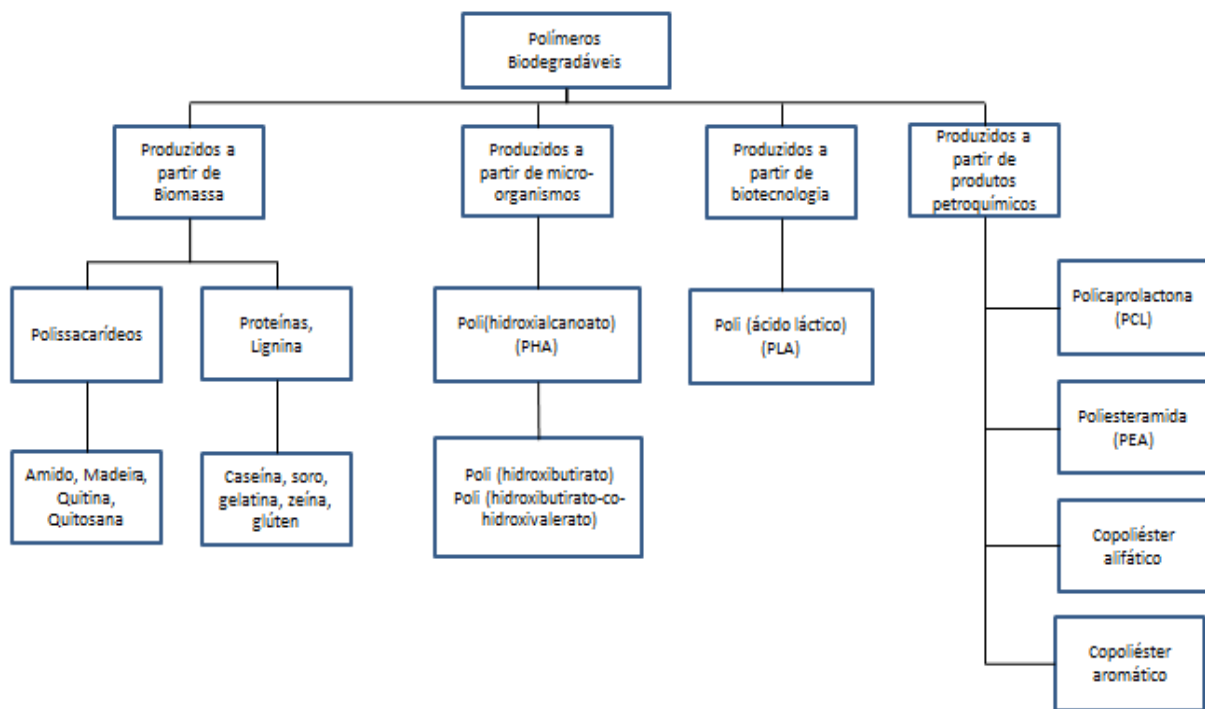 Polímeros
Biodegradáveis
Produzidos a
partir de
Biomassa
Produzidos a
partir de micro-
organismos
Produzidos a
partir de
biotecnologia
Produzidos a
partir de
produtos
petroquímicos
Polissacarídeos
Proteínas,
Lignina
Poli(hidroxialcanoato)
(PHA)
Poli (ácido láctico)
(PLA)
Policaprolactona
(PCL)
Amido, Madeira,
Quitina,
Quitosana
Caseína, soro,
gelatina, zeína,
glúten
Poli (hidroxibutirato)
Poli (hidroxibutirato-co-
hidroxivalerato)
Poliesteramida
(PEA)
Copoliéster
alifático
Copoliéster
aromático